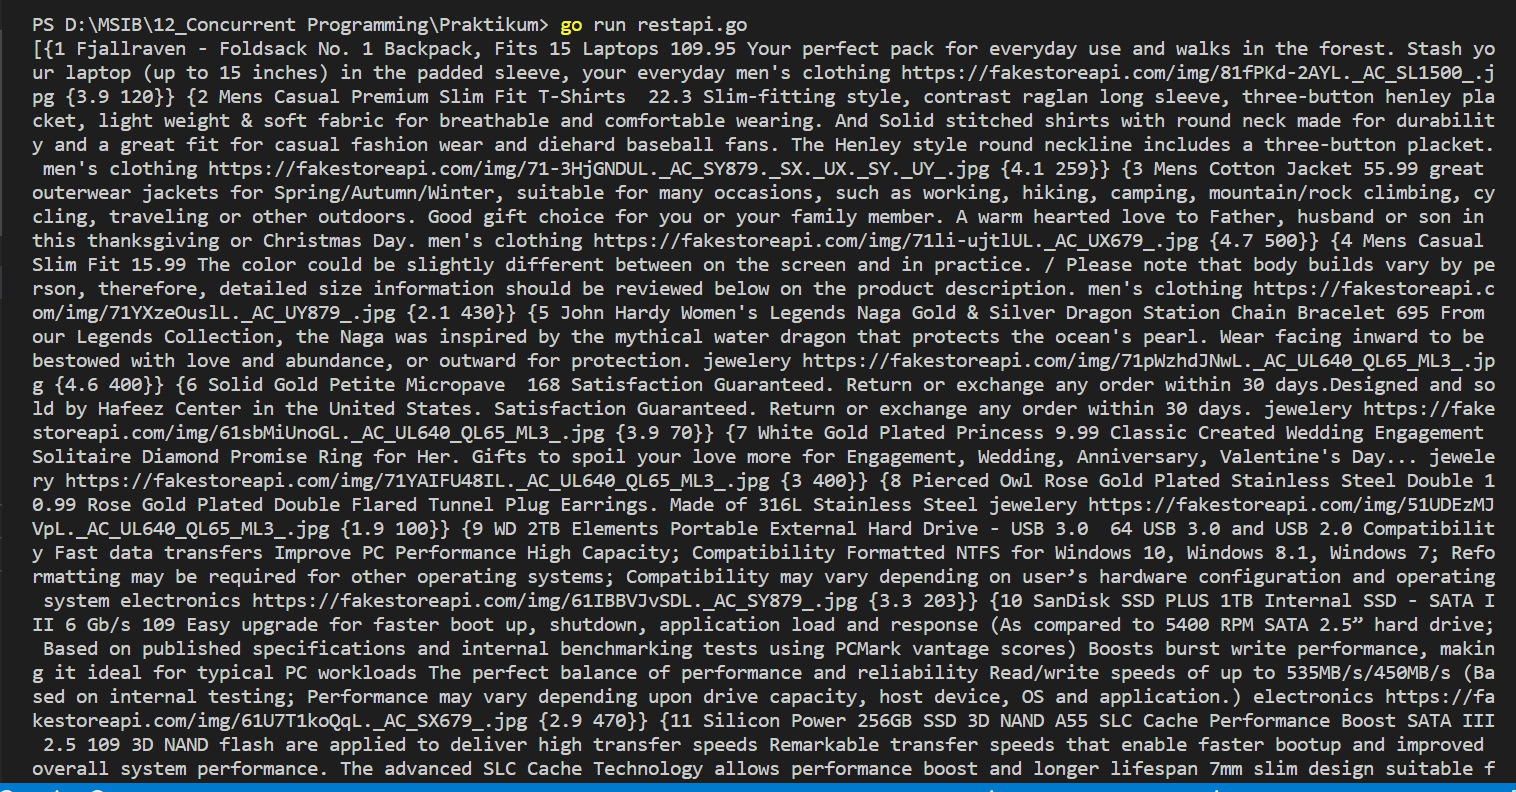 PS D:\MSIB\12_Concurrent Programming\Praktikum> go run restapi.go
[{1 Fjallraven - Foldsack No. 1 Backpack, Fits 15 Laptops 109.95 Your perfect pack for everyday use and walks in the forest. Stash yo
ur laptop (up to 15 inches) in the padded sleeve, your everyday men's clothing https://fakestoreapi.com/img/81fPKd-2AYL._AC_SL1500_.j
pg {3.9 120}} {2 Mens Casual Premium Slim Fit T-Shirts  22.3 Slim-fitting style, contrast raglan long sleeve, three-button henley pla
cket, light weight & soft fabric for breathable and comfortable wearing. And Solid stitched shirts with round neck made for durabilit
y and a great fit for casual fashion wear and diehard baseball fans. The Henley style round neckline includes a three-button placket.
 men's clothing https://fakestoreapi.com/img/71-3HjGNDUL._AC_SY879._SX._UX._SY._UY_.jpg {4.1 259}} {3 Mens Cotton Jacket 55.99 great
outerwear jackets for Spring/Autumn/Winter, suitable for many occasions, such as working, hiking, camping, mountain/rock climbing, cy
cling, traveling or other outdoors. Good gift choice for you or your family member. A warm hearted love to Father, husband or son in
this thanksgiving or Christmas Day. men's clothing https://fakestoreapi.com/img/71li-ujtlUL._AC_UX679_.jpg {4.7 500}} {4 Mens Casual
Slim Fit 15.99 The color could be slightly different between on the screen and in practice. / Please note that body builds vary by pe
rson, therefore, detailed size information should be reviewed below on the product description. men's clothing https://fakestoreapi.c
om/img/71YXzeOuslL._AC_UY879_.jpg {2.1 430}} {5 John Hardy Women's Legends Naga Gold & Silver Dragon Station Chain Bracelet 695 From
our Legends Collection, the Naga was inspired by the mythical water dragon that protects the ocean's pearl. Wear facing inward to be
bestowed with love and abundance, or outward for protection. jewelery https://fakestoreapi.com/img/71pWzhdJNwL._AC_UL640_QL65_ML3_.jp
g {4.6 400}} {6 Solid Gold Petite Micropave  168 Satisfaction Guaranteed. Return or exchange any order within 30 days.Designed and so
ld by Hafeez Center in the United States. Satisfaction Guaranteed. Return or exchange any order within 30 days. jewelery https://fake
storeapi.com/img/61sbMiUnoGL._AC_UL640_QL65_ML3_.jpg {3.9 70}} {7 White Gold Plated Princess 9.99 Classic Created Wedding Engagement
Solitaire Diamond Promise Ring for Her. Gifts to spoil your love more for Engagement, Wedding, Anniversary, Valentine's Day... jewele
ry https://fakestoreapi.com/img/71YAIFU48IL._AC_UL640_QL65_ML3_.jpg {3 400}} {8 Pierced Owl Rose Gold Plated Stainless Steel Double 1
0.99 Rose Gold Plated Double Flared Tunnel Plug Earrings. Made of 316L Stainless Steel jewelery https://fakestoreapi.com/img/51UDEzMJ
VpL._AC_UL640_QL65_ML3_.jpg {1.9 100}} {9 WD 2TB Elements Portable External Hard Drive - USB 3.0  64 USB 3.0 and USB 2.0 Compatibilit
y Fast data transfers Improve PC Performance High Capacity; Compatibility Formatted NTFS for Windows 10, Windows 8.1, Windows 7; Refo
rmatting may be required for other operating systems; Compatibility may vary depending on user’s hardware configuration and operating
 system electronics https://fakestoreapi.com/img/61IBBVJvSDL._AC_SY879_.jpg {3.3 203}} {10 SanDisk SSD PLUS 1TB Internal SSD - SATA I
II 6 Gb/s 109 Easy upgrade for faster boot up, shutdown, application load and response (As compared to 5400 RPM SATA 2.5” hard drive;
 Based on published specifications and internal benchmarking tests using PCMark vantage scores) Boosts burst write performance, makin
g it ideal for typical PC workloads The perfect balance of performance and reliability Read/write speeds of up to 535MB/s/450MB/s (Ba
sed on internal testing; Performance may vary depending upon drive capacity, host device, OS and application.) electronics https://fa
kestoreapi.com/img/61U7T1koQqL._AC_SX679_.jpg {2.9 470}} {11 Silicon Power 256GB SSD 3D NAND A55 SLC Cache Performance Boost SATA III
 2.5 109 3D NAND flash are applied to deliver high transfer speeds Remarkable transfer speeds that enable faster bootup and improved
overall system performance. The advanced SLC Cache Technology allows performance boost and longer lifespan 7mm slim design suitable f